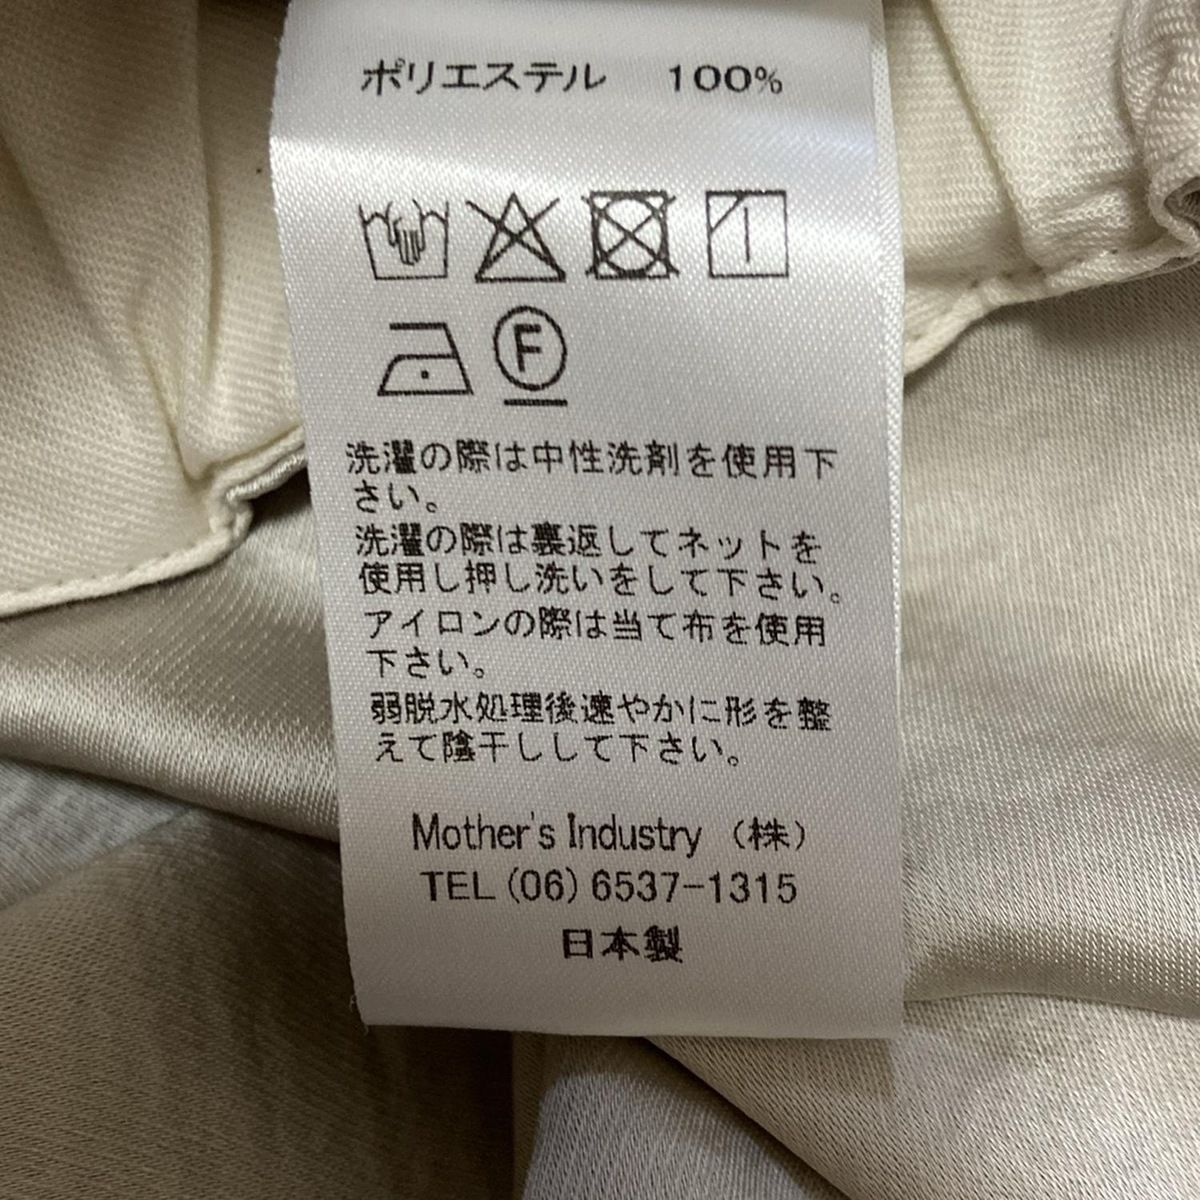 ポリエステル 100%
F
洗濯の際は中性洗剤を使用下
さい。
洗濯の際は裏返してネットを
使用し押し洗いをして下さい。
アイロンの際は当て布を使用
下さい。
弱脱水処理後速やかに形を整
えて陰干しして下さい。
Mother's Industry （株）
TEL (06) 6537-1315
日本製